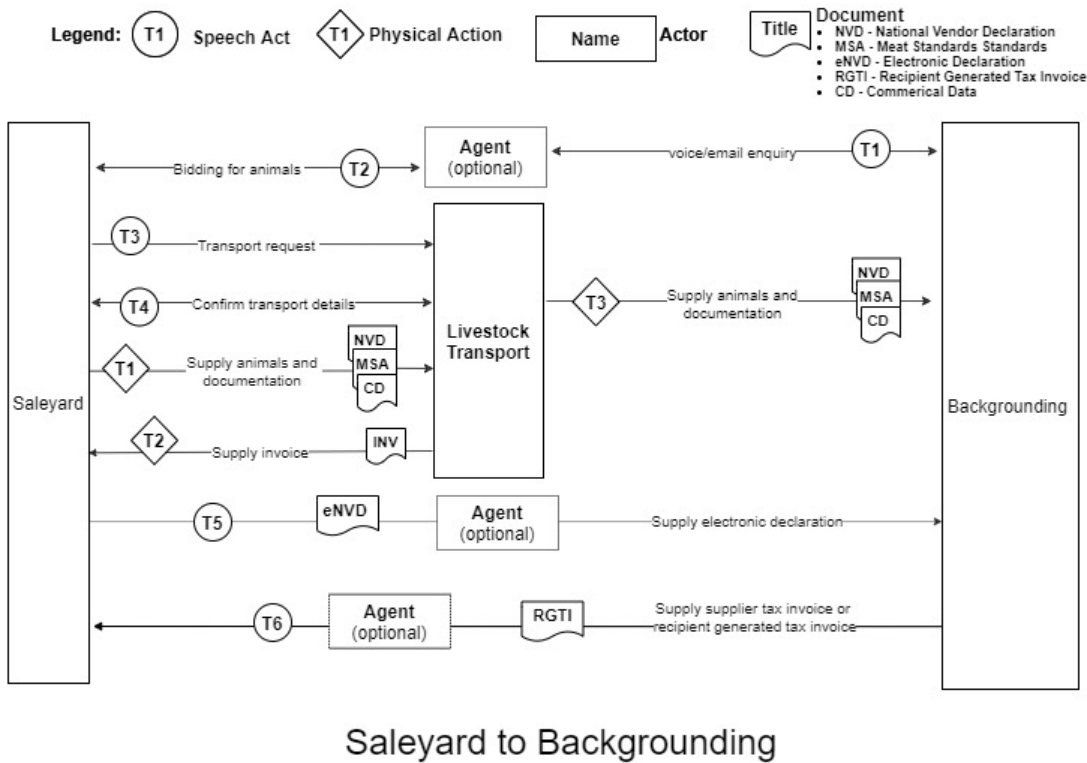 Legend: T1 Speech Act T1 Physical Action Name Actor Title Document
• NVD - National Vendor Declaration
• MSA - Meat Standards Standards
• eNVD - Electronic Declaration
• RGTI - Recipient Generated Tax Invoice
• CD - Commerical Data
Bidding for animals T2
Agent
(optional)
voice/email enquiry T1
T3 Transport request
T4 Confirm transport details
T1 Supply animals and
documentation
NVD
MSA
CD
T2 Supply invoice INV
Livestock
Transport
T3 Supply animals and
documentation
NVD
MSA
CD
Saleyard
Backgrounding
T5 eNVD
Agent
(optional)
Supply electronic declaration
T6
Agent
(optional)
RGTI
Supply supplier tax invoice or
recipient generated tax invoice
Saleyard to Backgrounding